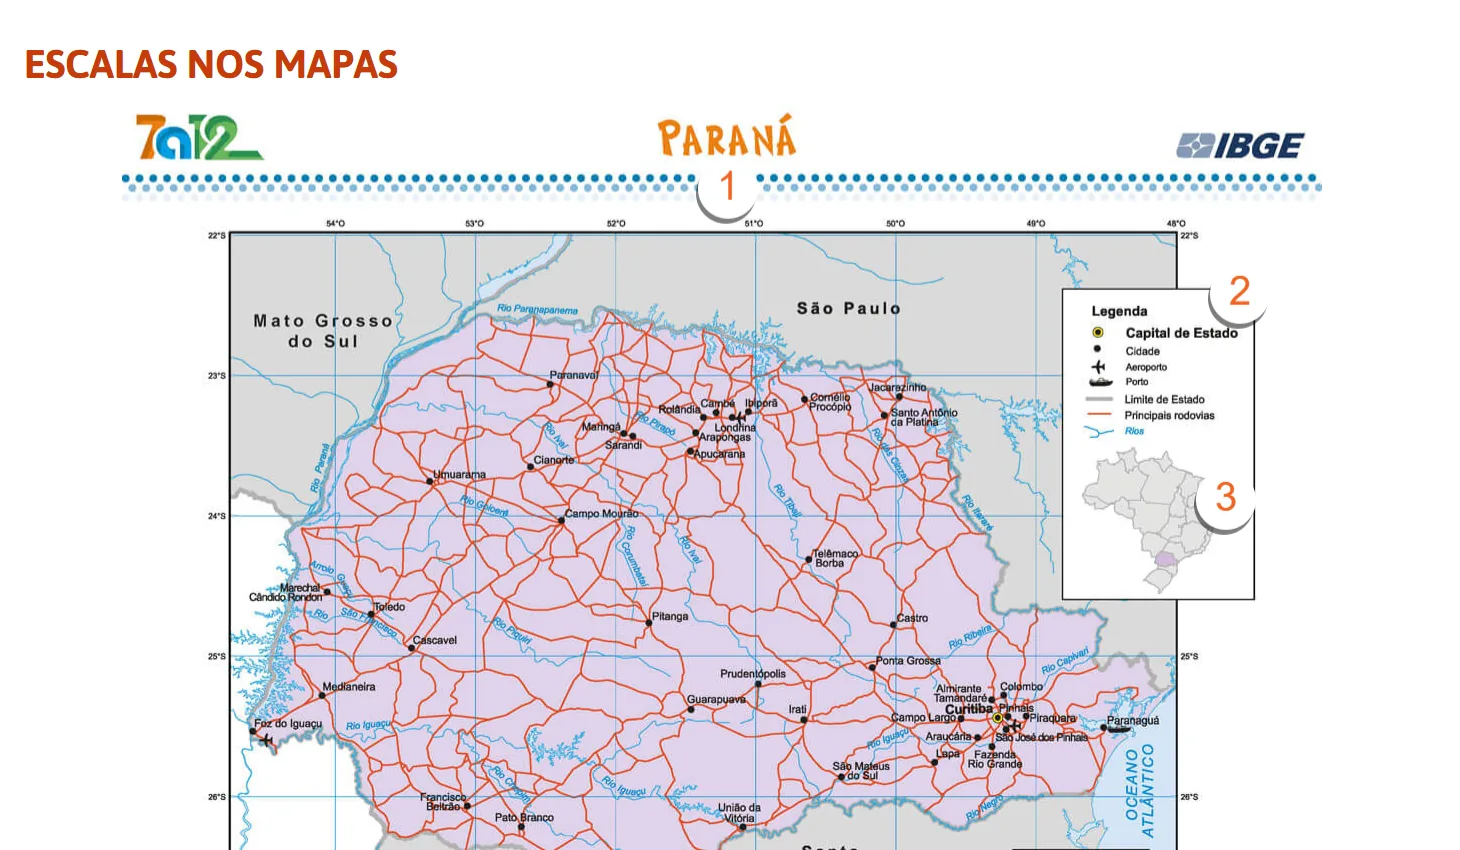 ESCALAS NOS MAPAS
7a12
PARANÁ
IBGE
1
54°O 53°O 52°O 51°O 50°O 49°O 48°O
22°S 22°S
2
Mato Grosso
do Sul
São Paulo
Rio Paranapanema
Legenda
Capital de Estado
Cidade
Aeroporto
Porto
Limite de Estado
Principais rodovias
Rios
3
23°S
Paranavaí
Jacarezinho
Cornélio
Procópio
Santo Antônio
da Platina
Rolândia
Cambé
Ibiporã
Londrina
Arapongas
Apucarana
Maringá
Sarandi
Rio Pirapó
Rio Ivaí
Rio das Cinzas
Cianorte
Umuarama
Rio Paraná
Rio Goioerê
Rio Tibaji
Rio Itararé
24°S
Campo Mourão
Rio Corumbataí
Rio Ivaí
Telêmaco
Borba
Arroio Guaçu
Marechal
Cândido Rondon
Toledo
Rio São Francisco
Cascavel
Rio Piquiri
Pitanga
Castro
Rio Ribeira
25°S 25°S
Ponta Grossa
Rio Capivari
Medianeira
Prudentópolis
Guarapuava
Irati
Almirante
Tamandaré
Colombo
Curitiba
Pinhais
Piraquara
Campo Largo
Paranaguá
Foz do Iguaçu
Rio Iguaçu
Araucária
São José dos Pinhais
Rio Iguaçu
Lapa
Fazenda
Rio Grande
São Mateus
do Sul
Rio Chopim
Rio Iguaçu
26°S 26°S
Francisco
Beltrão
Pato Branco
União da
Vitória
Rio Negro
OCEANO
ATLÂNTICO